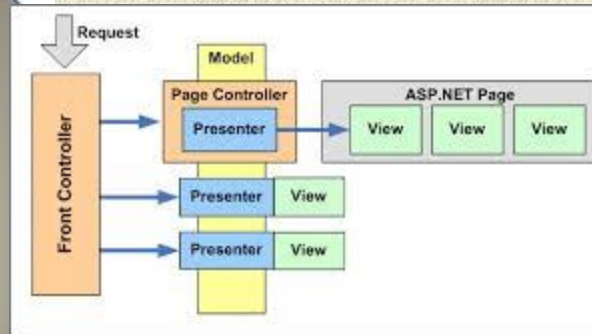 Request
Model
Front Controller
Page Controller
Presenter
ASP.NET Page
View
View
View
Presenter
View
Presenter
View